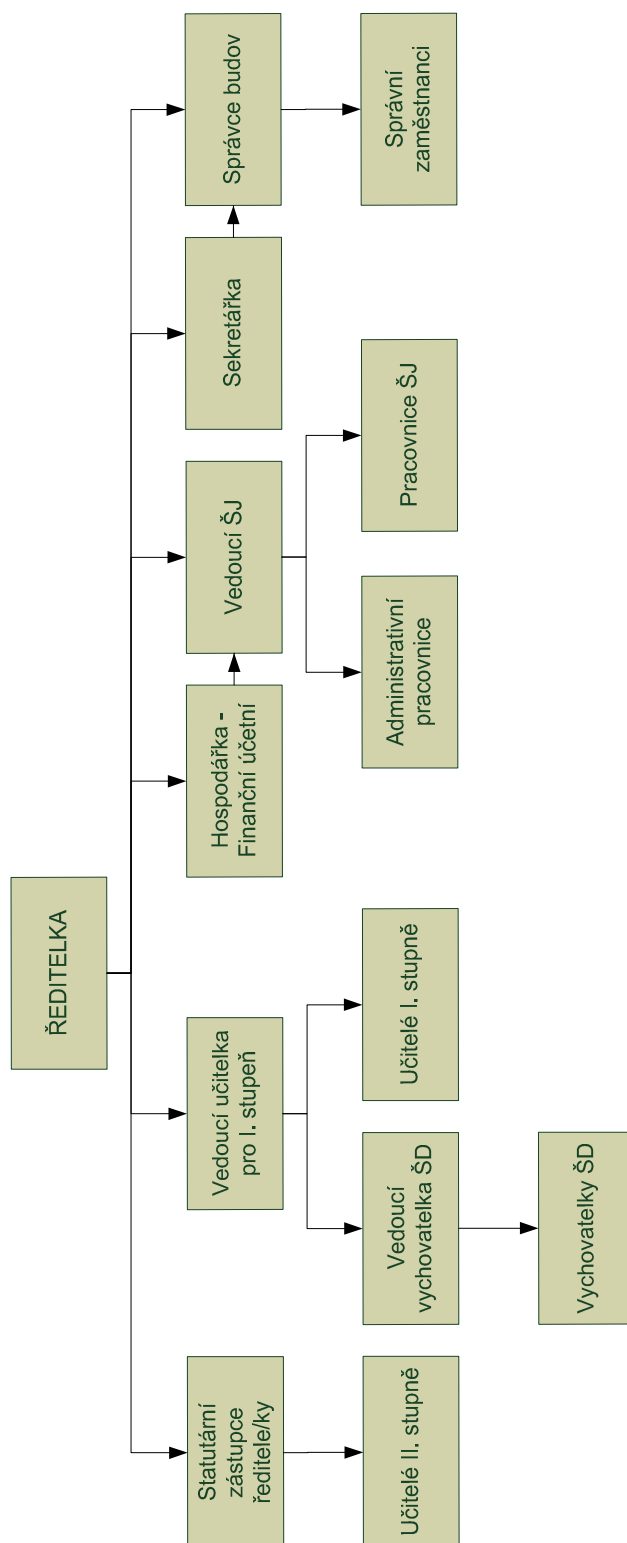 ŘEDITELKA
Statutární
zástupce
ředitele/ky
Vedoucí učitelka
pro I. stupeň
Hospodářka -
Finanční účetní
Vedoucí ŠJ
Sekretářka
Správce budov
Učitelé II. stupně
Vedoucí
vychovatelka ŠD
Učitelé I. stupně
Administrativní
pracovnice
Pracovnice ŠJ
Správní
zaměstnanci
Vychovatelky ŠD